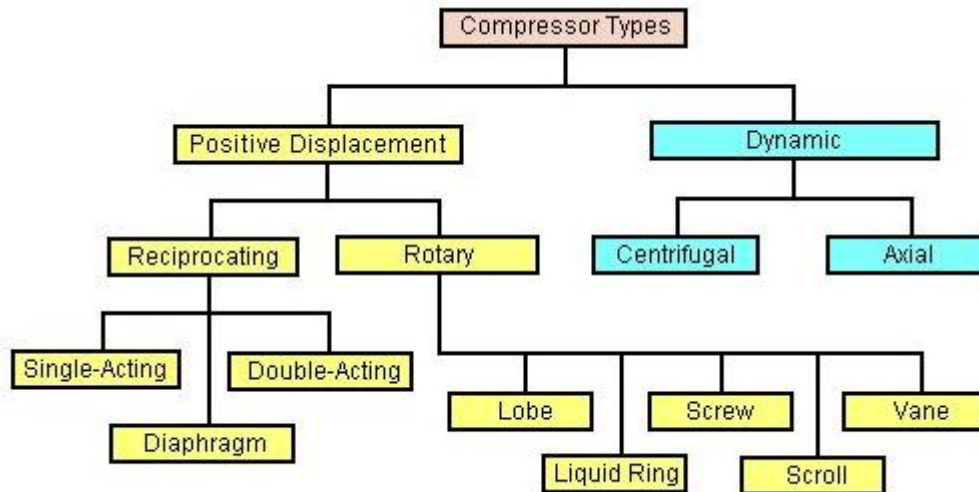 Compressor Types
Positive Displacement
Dynamic
Reciprocating
Rotary
Centrifugal
Axial
Single-Acting
Double-Acting
Diaphragm
Lobe
Screw
Vane
Liquid Ring
Scroll